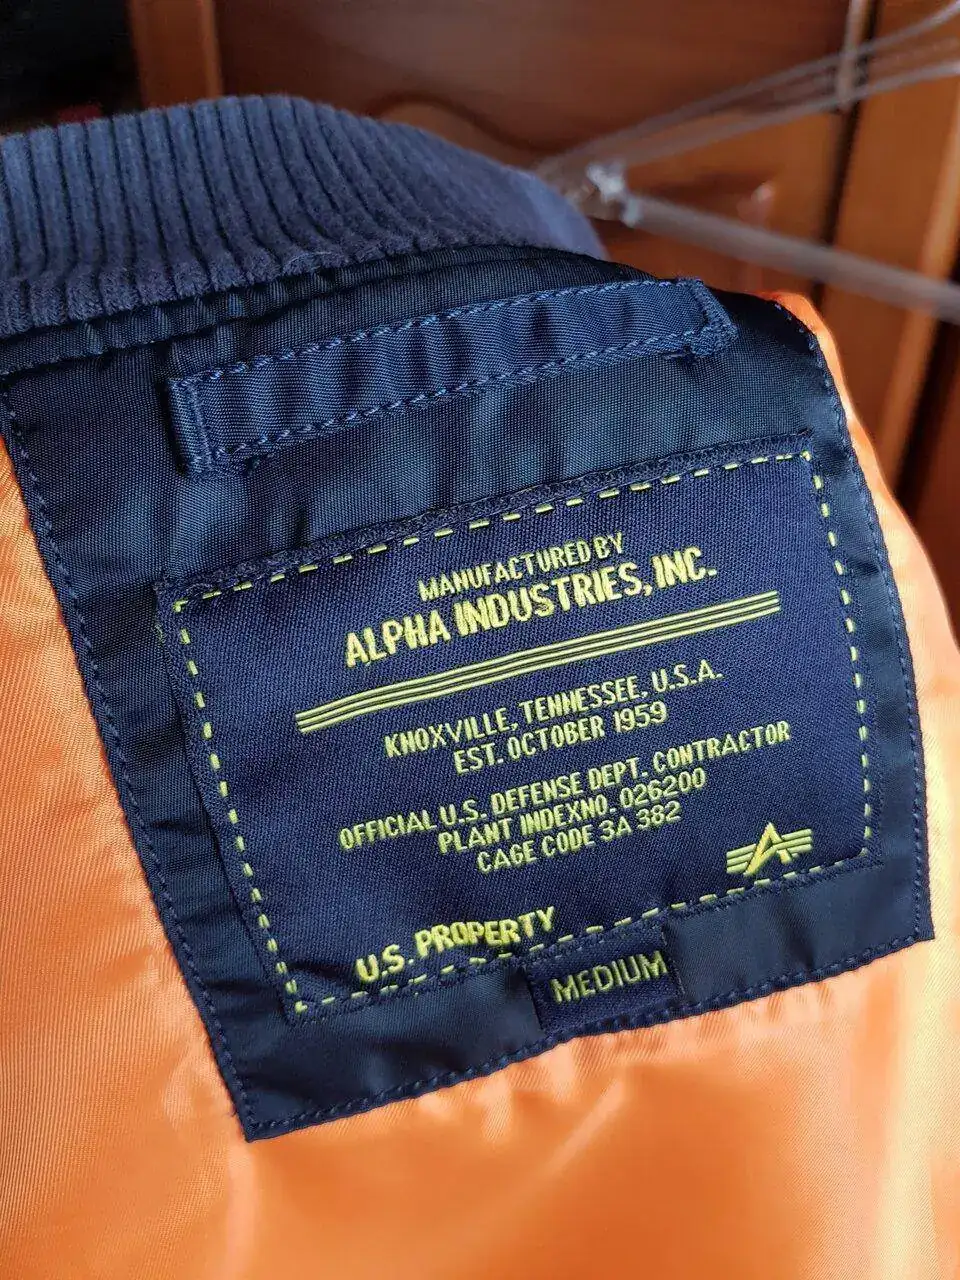 MANUFACTURED BY
ALPHA INDUSTRIES, INC.
KNOXVILLE, TENNESSEE, U.S.A.
EST. OCTOBER 1959
OFFICIAL U.S. DEFENSE DEPT. CONTRACTOR
PLANT INDEXNO. 026200
CAGE CODE 3A 382
A
U.S. PROPERTY
MEDIUM